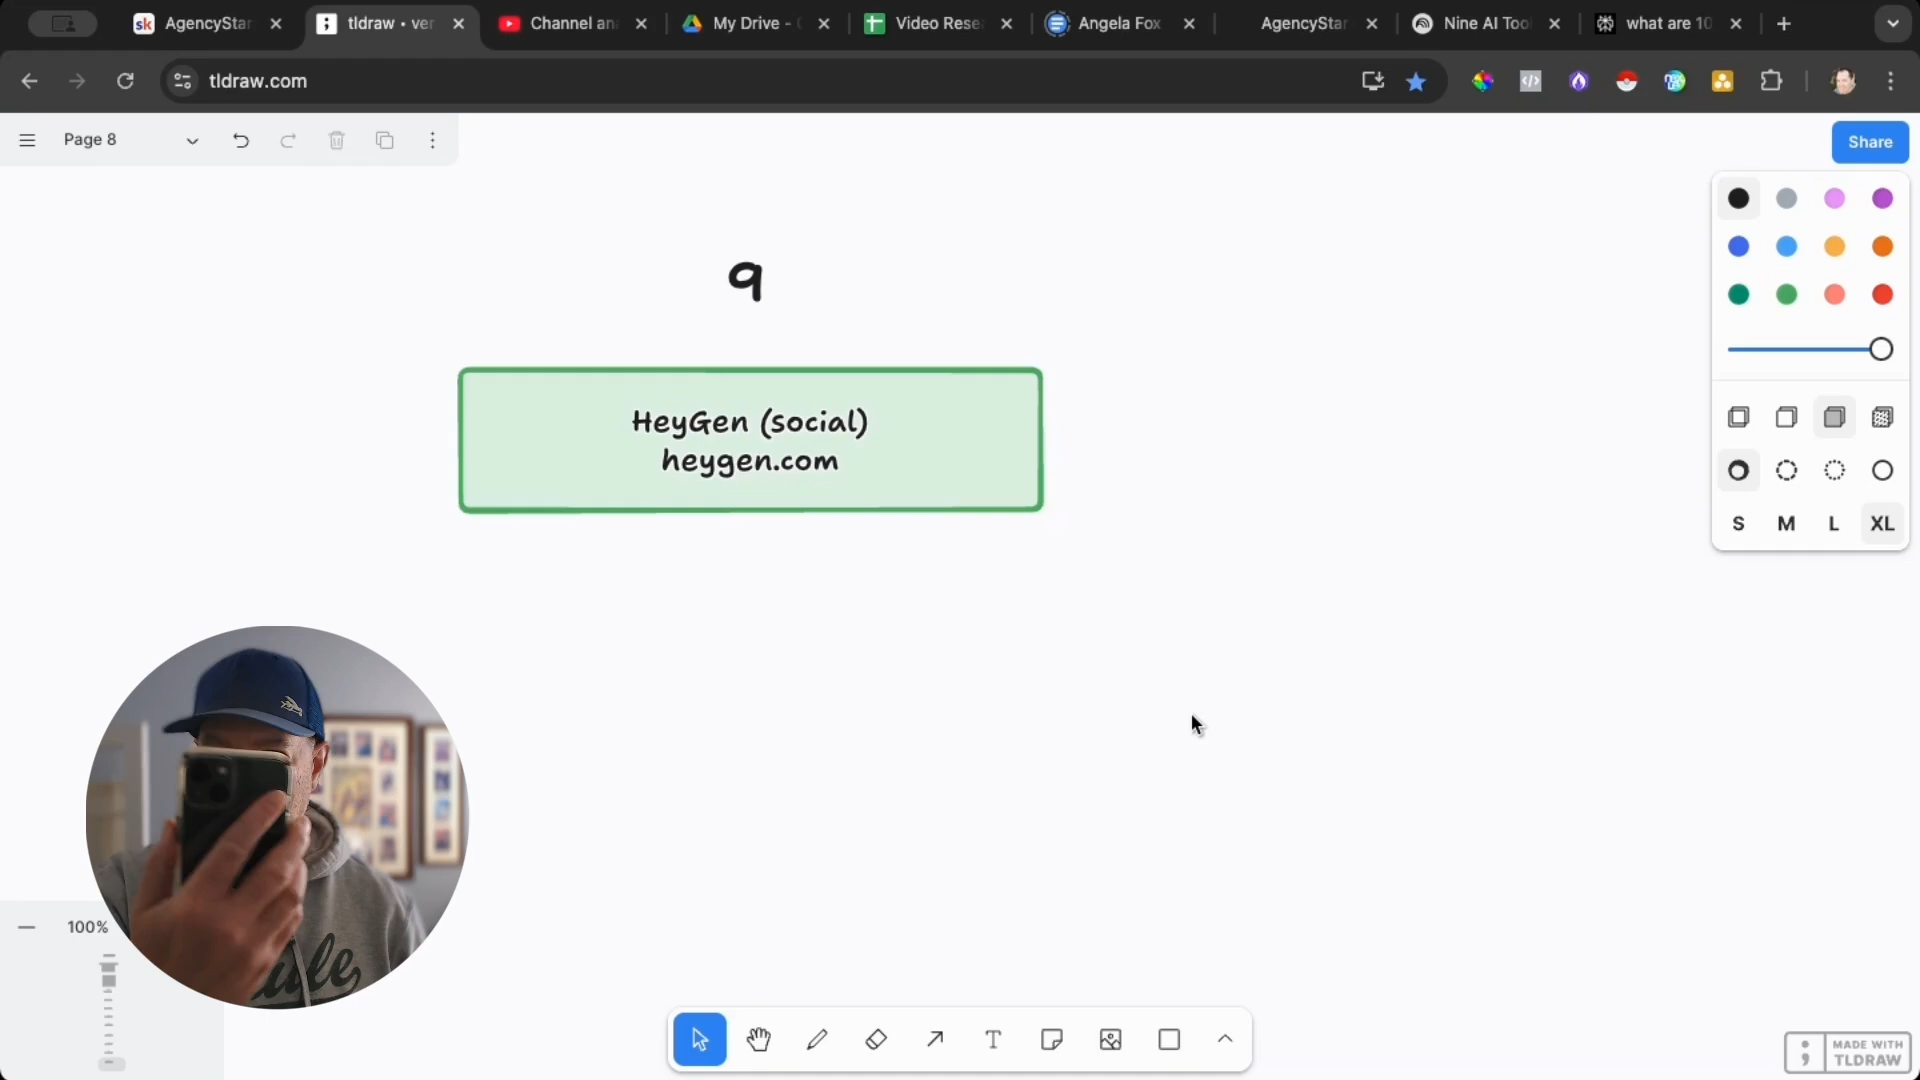 sk AgencyStar
tldraw • ver
Channel an
My Drive -
Video Rese
Angela Fox
AgencyStar
Nine AI Too
what are 10
tldraw.com
Page 8
Share
9
HeyGen (social)
heygen.com
S M L XL
100%
T
MADE WITH
TLDRAW